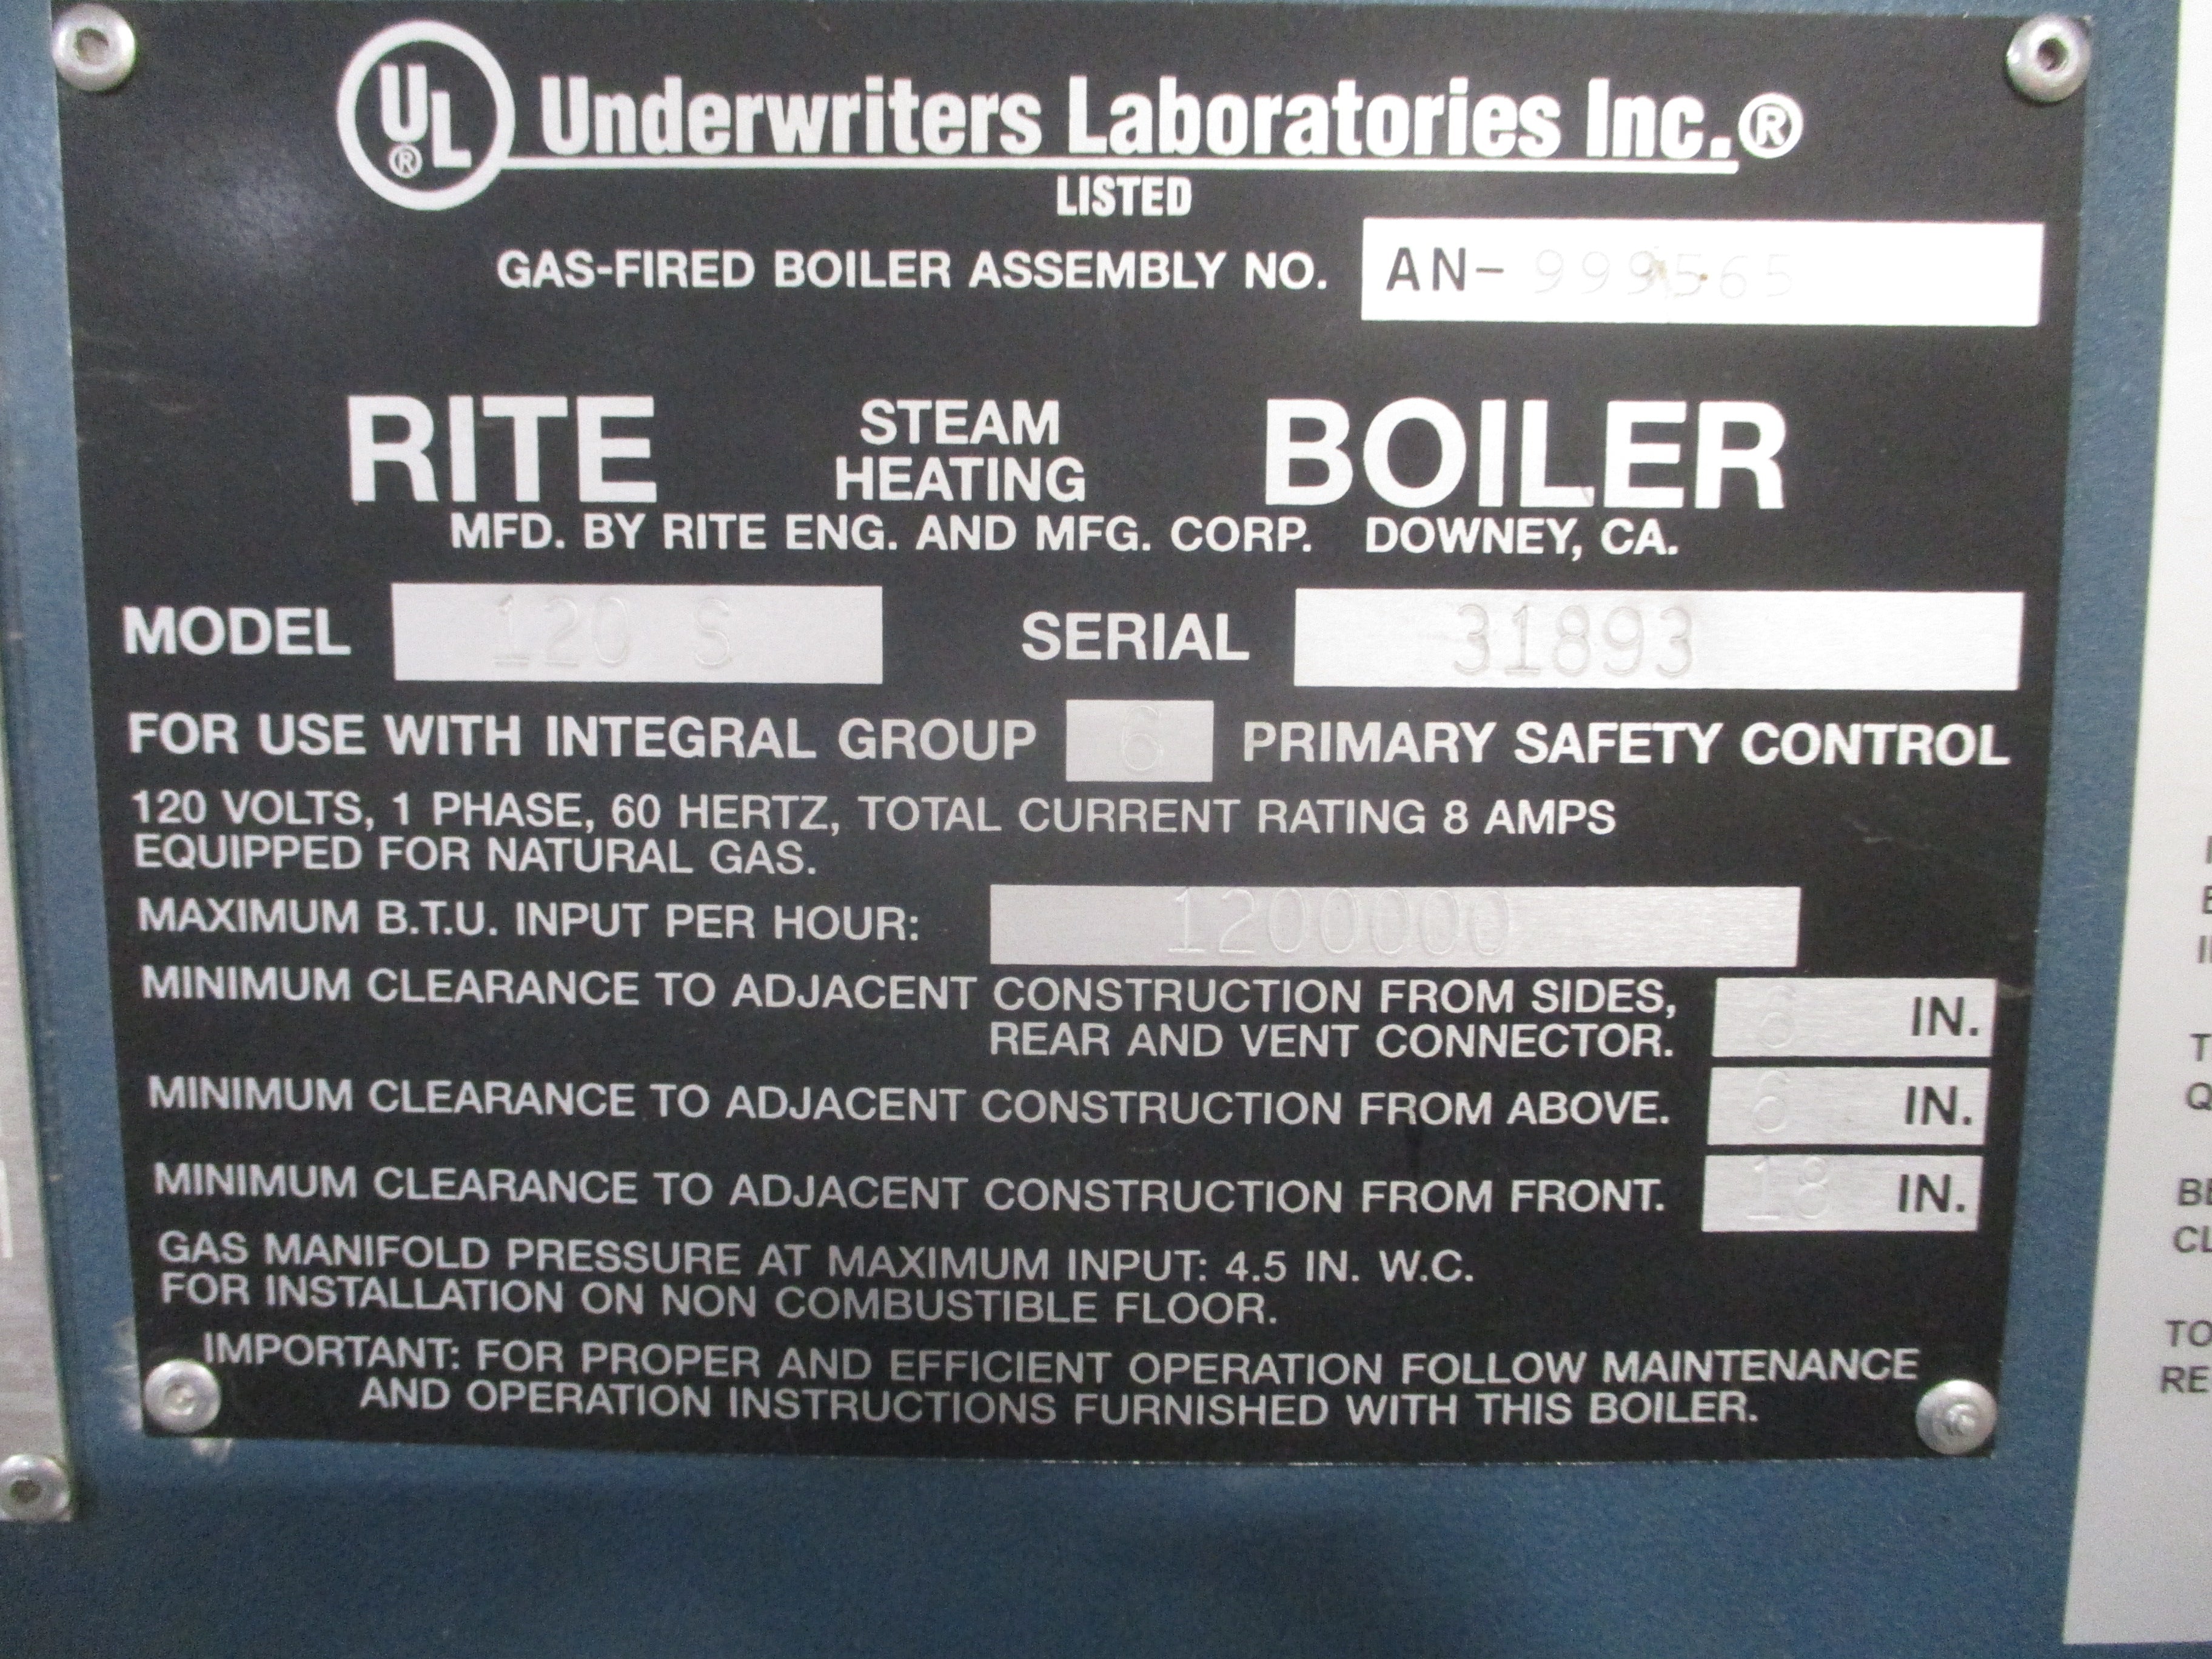 UL® Underwriters Laboratories Inc.®
LISTED
GAS-FIRED BOILER ASSEMBLY NO. AN- 999565
RITE STEAM HEATING BOILER
MFD. BY RITE ENG. AND MFG. CORP. DOWNEY, CA.
MODEL 120 S SERIAL 31893
FOR USE WITH INTEGRAL GROUP 6 PRIMARY SAFETY CONTROL
120 VOLTS, 1 PHASE, 60 HERTZ, TOTAL CURRENT RATING 8 AMPS
EQUIPPED FOR NATURAL GAS.
MAXIMUM B.T.U. INPUT PER HOUR: 1200000
MINIMUM CLEARANCE TO ADJACENT CONSTRUCTION FROM SIDES,
REAR AND VENT CONNECTOR. 6 IN.
MINIMUM CLEARANCE TO ADJACENT CONSTRUCTION FROM ABOVE. 6 IN.
MINIMUM CLEARANCE TO ADJACENT CONSTRUCTION FROM FRONT. 18 IN.
GAS MANIFOLD PRESSURE AT MAXIMUM INPUT: 4.5 IN. W.C.
FOR INSTALLATION ON NON COMBUSTIBLE FLOOR.
IMPORTANT: FOR PROPER AND EFFICIENT OPERATION FOLLOW MAINTENANCE
AND OPERATION INSTRUCTIONS FURNISHED WITH THIS BOILER.